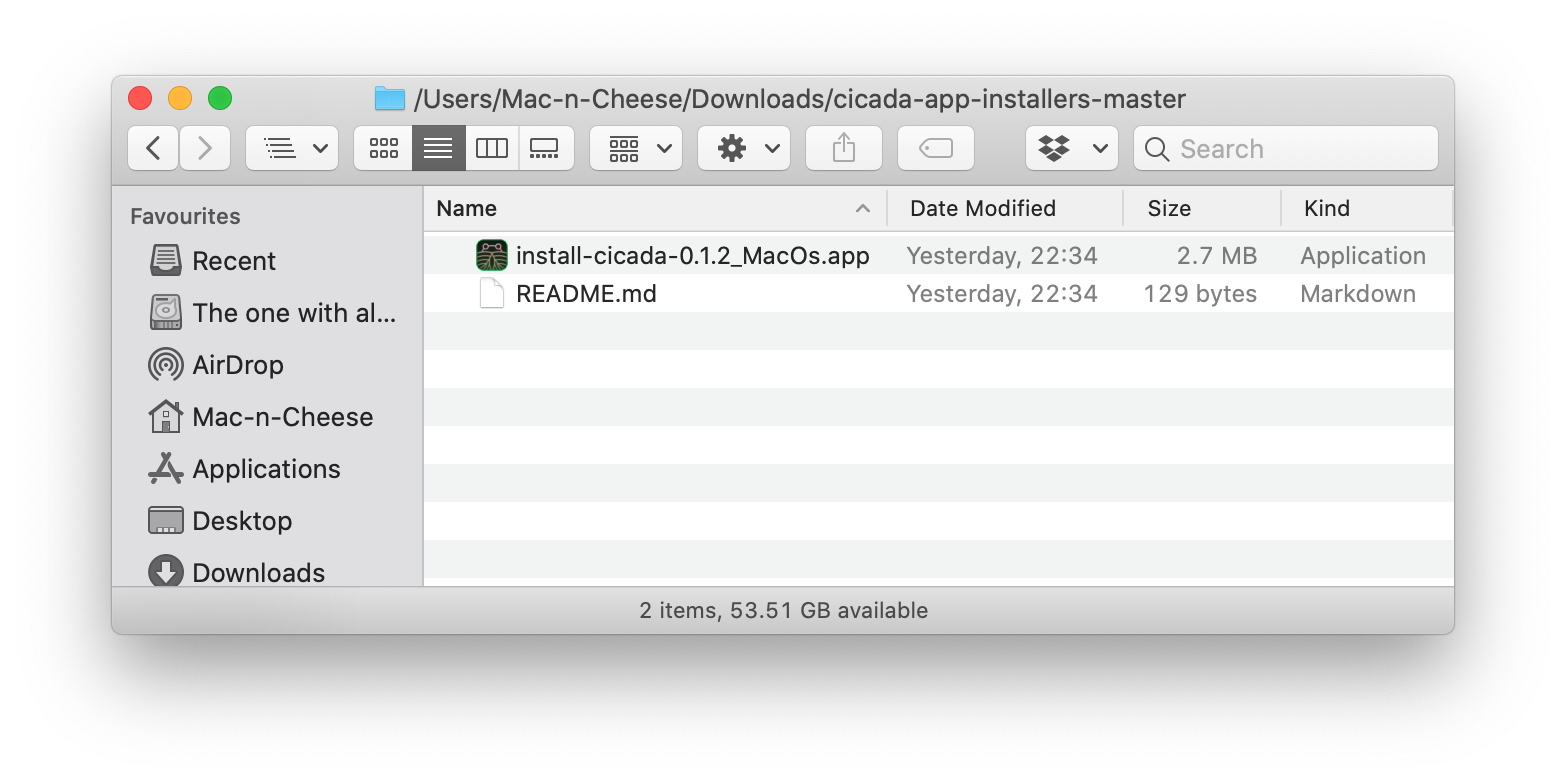 /Users/Mac-n-Cheese/Downloads/cicada-app-installers-master
Search
Favourites
Recent
The one with al...
AirDrop
Mac-n-Cheese
Applications
Desktop
Downloads
Name Date Modified Size Kind
install-cicada-0.1.2_MacOs.app Yesterday, 22:34 2.7 MB Application
README.md Yesterday, 22:34 129 bytes Markdown
2 items, 53.51 GB available